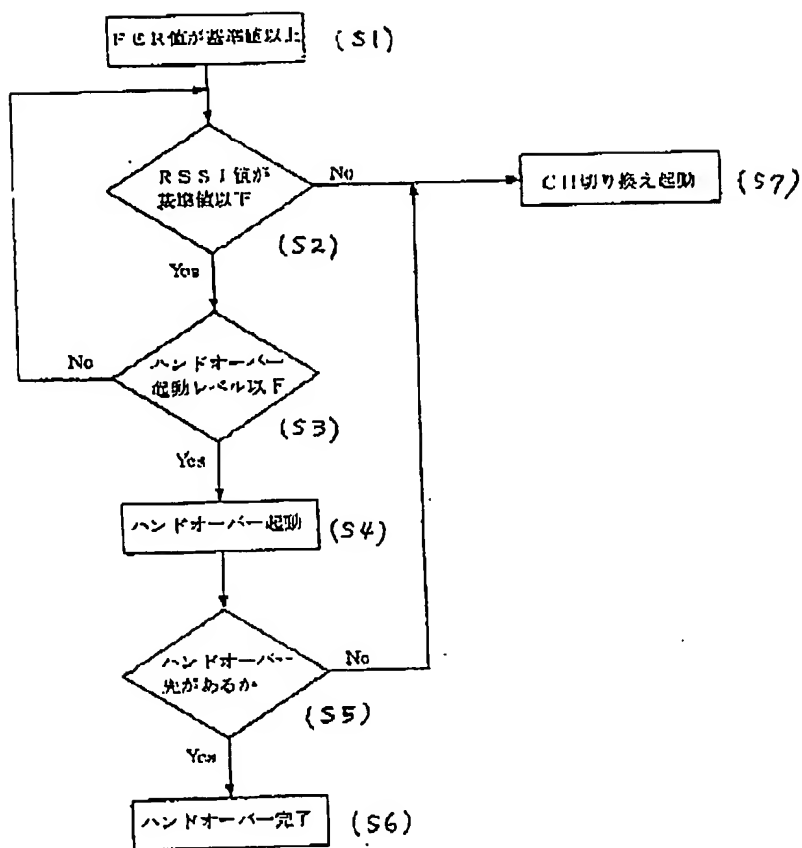 FER値が基準値以上
(S1)
RSSI値が
基準値以下
No
(S2)
CH切り換え起動
(S7)
Yes
ハンドオーバー
起動レベル以下
No
(S3)
Yes
ハンドオーバー起動
(S4)
ハンドオーバー
先があるか
No
(S5)
Yes
ハンドオーバー完了
(S6)